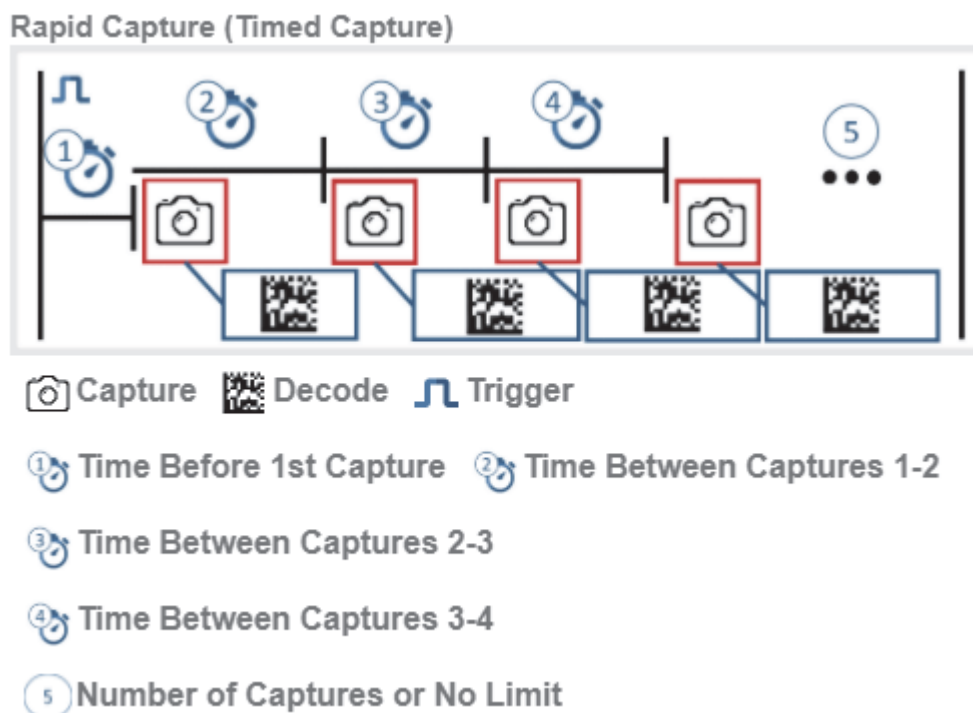 Rapid Capture (Timed Capture)
1
2
3
4
5
Capture Decode Trigger
1 Time Before 1st Capture 2 Time Between Captures 1-2
3 Time Between Captures 2-3
4 Time Between Captures 3-4
5 Number of Captures or No Limit